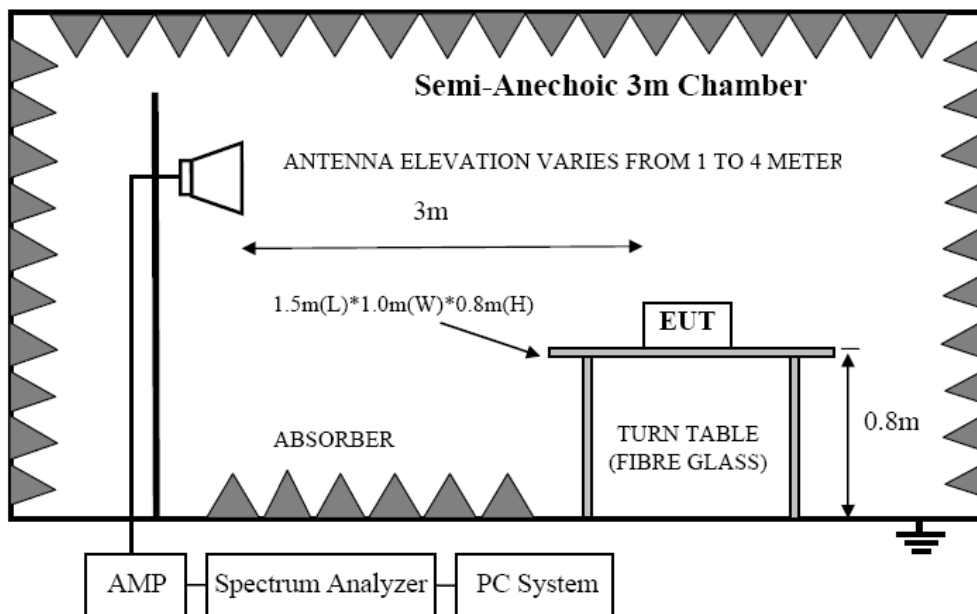 Semi-Anechoic 3m Chamber
ANTENNA ELEVATION VARIES FROM 1 TO 4 METER
3m
1.5m(L)*1.0m(W)*0.8m(H)
EUT
0.8m
ABSORBER
TURN TABLE
(FIBRE GLASS)
AMP
Spectrum Analyzer
PC System